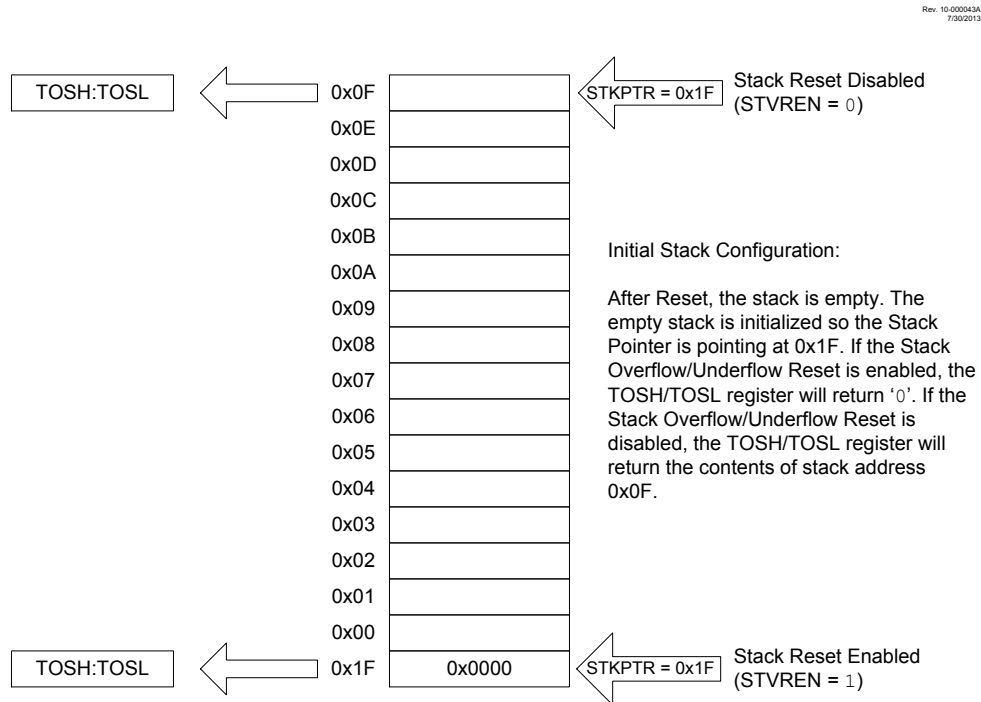 Rev. 10-000043A
7/30/2013
TOSH:TOSL
0x0F
STKPTR = 0x1F
Stack Reset Disabled
(STVREN = 0)
0x0E
0x0D
0x0C
0x0B
0x0A
0x09
0x08
0x07
0x06
0x05
0x04
0x03
0x02
0x01
0x00
Initial Stack Configuration:
After Reset, the stack is empty. The
empty stack is initialized so the Stack
Pointer is pointing at 0x1F. If the Stack
Overflow/Underflow Reset is enabled, the
TOSH/TOSL register will return ‘0’. If the
Stack Overflow/Underflow Reset is
disabled, the TOSH/TOSL register will
return the contents of stack address
0x0F.
TOSH:TOSL
0x1F
0x0000
STKPTR = 0x1F
Stack Reset Enabled
(STVREN = 1)